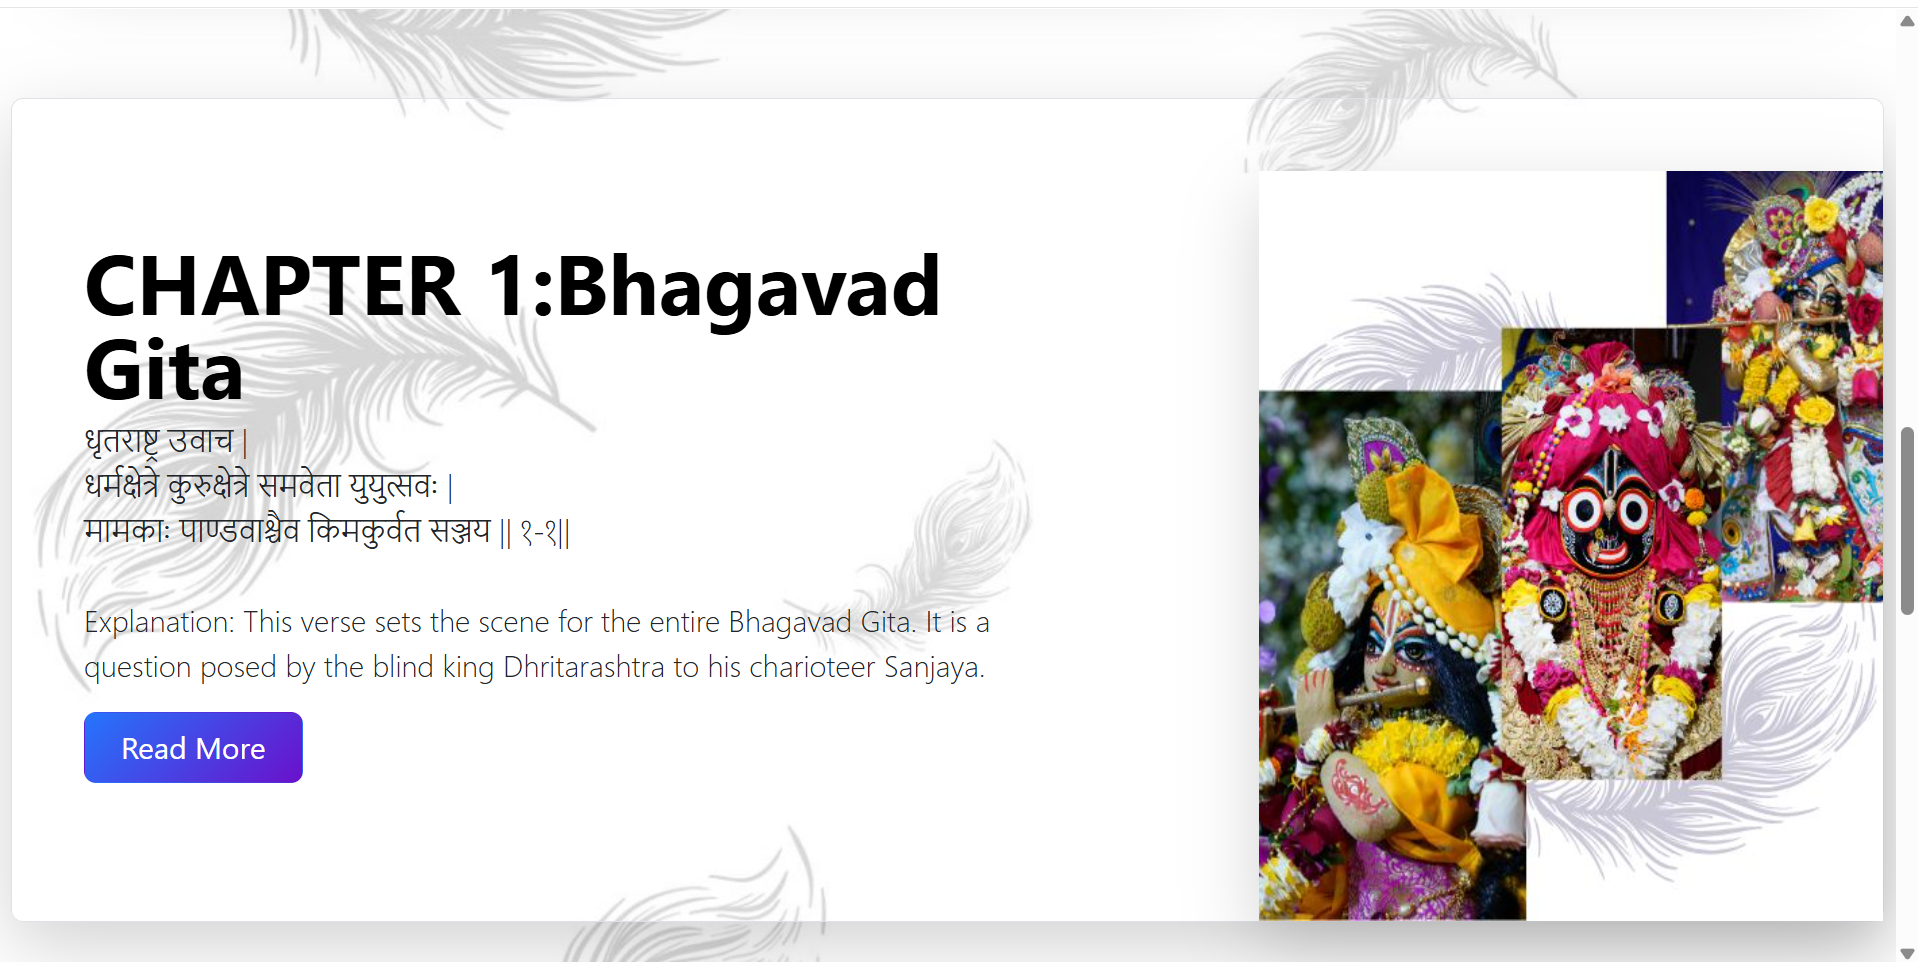 CHAPTER 1:Bhagavad
Gita
धृतराष्ट्र उवाच |
धर्मक्षेत्रे कुरुक्षेत्रे समवेता युयुत्सवः |
मामकाः पाण्डवाश्चैव किमकुर्वत सञ्जय || १-१||
Explanation: This verse sets the scene for the entire Bhagavad Gita. It is a
question posed by the blind king Dhritarashtra to his charioteer Sanjaya.
Read More